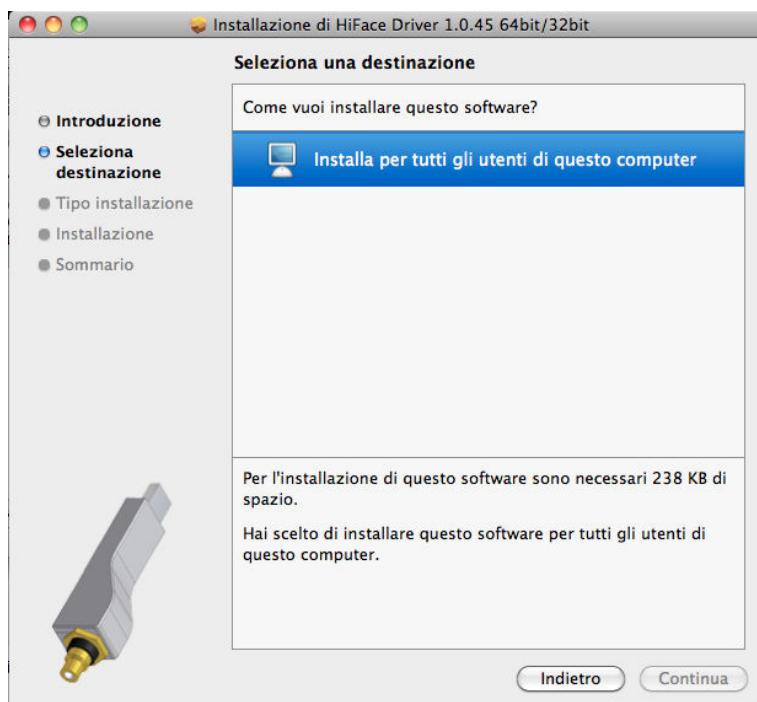 Installazione di HiFace Driver 1.0.45 64bit/32bit
Seleziona una destinazione
Introduzione
Seleziona
destinazione
Tipo installazione
Installazione
Sommario
Come vuoi installare questo software?
Installa per tutti gli utenti di questo computer
Per l'installazione di questo software sono necessari 238 KB di
spazio.
Hai scelto di installare questo software per tutti gli utenti di
questo computer.
Indietro
Continua